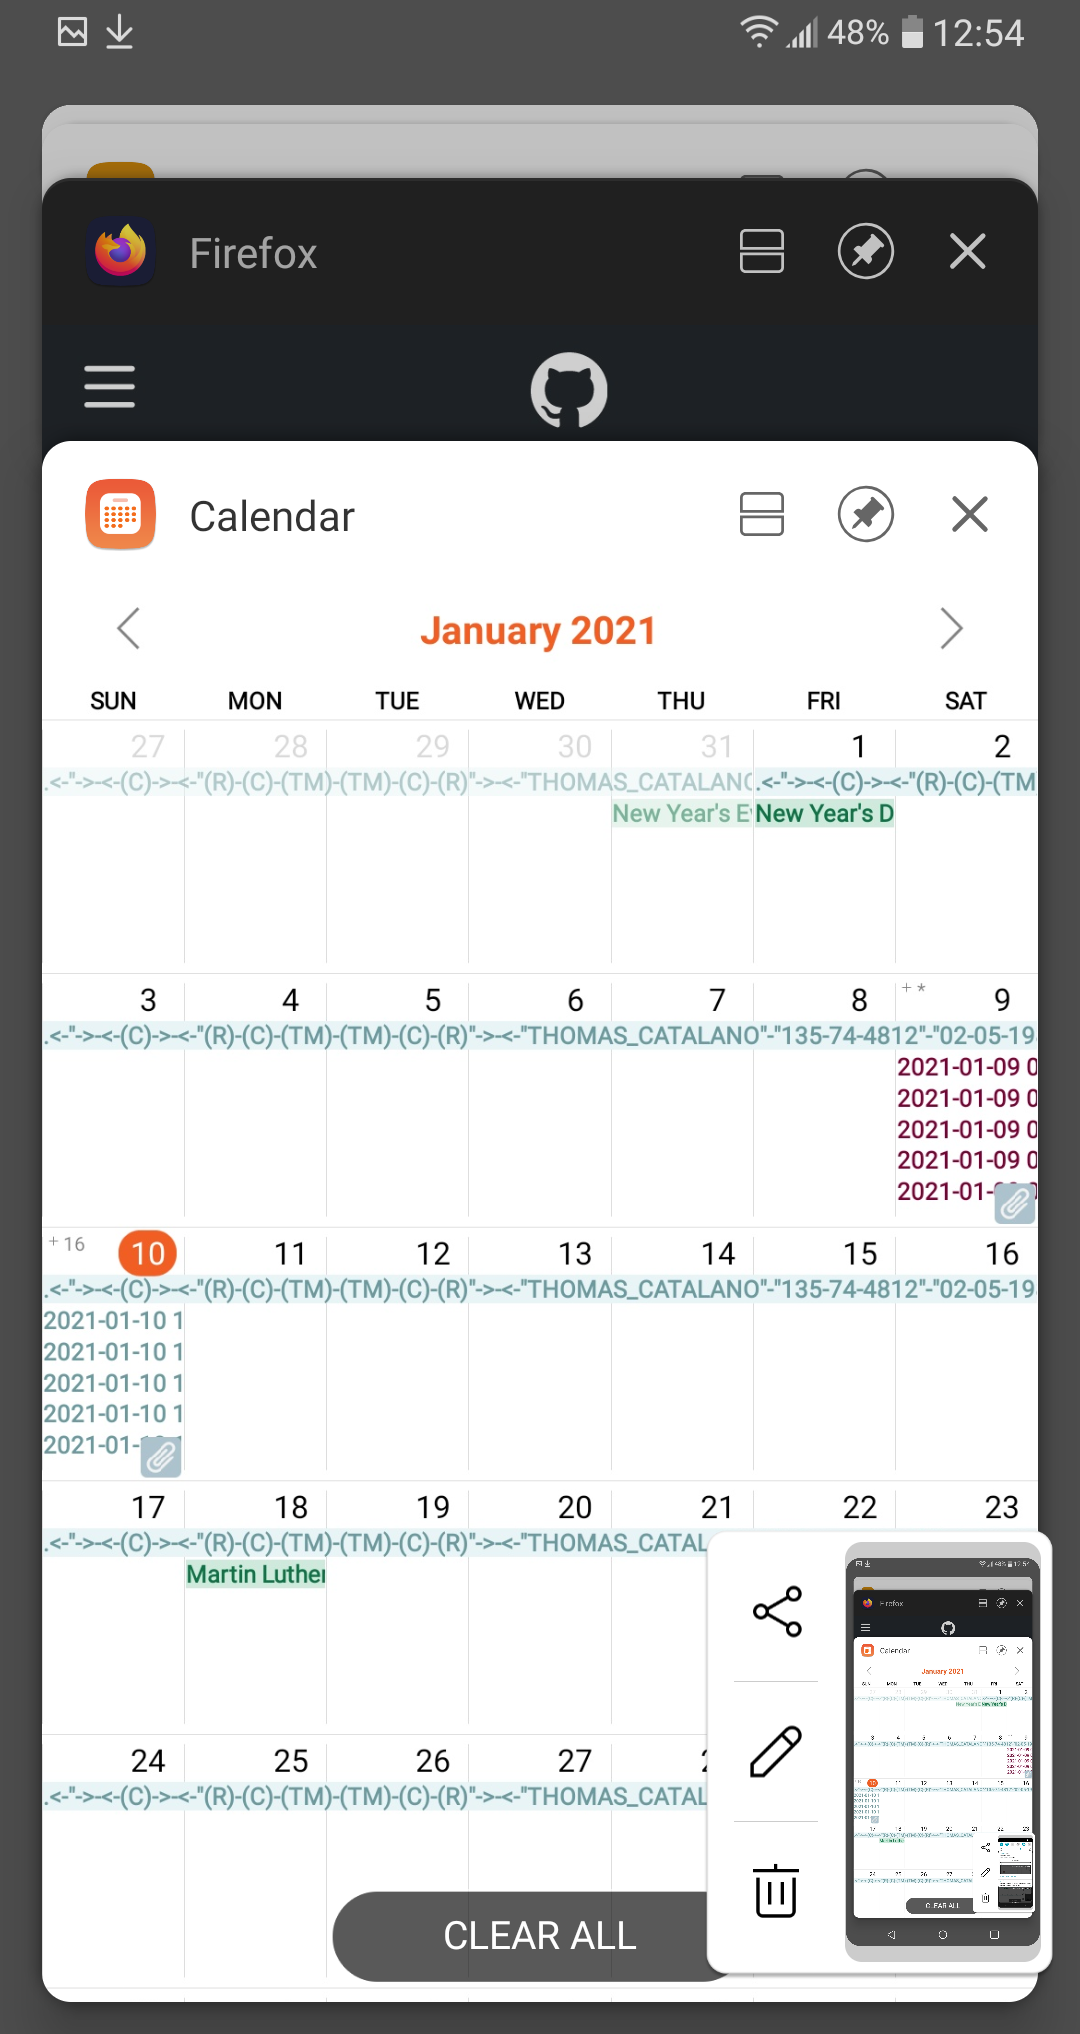 48% 12:54
Firefox
Calendar
January 2021
SUN MON TUE WED THU FRI SAT
27 28 29 30 31 1 2
.<-"->-<-(C)->-<-"(R)-(C)-(TM)-(TM)-(C)-(R)"->-<-"THOMAS_CATALANO .<-"->-<-(C)->-<-"(R)-(C)-(TM
New Year's E New Year's D
3 4 5 6 7 8 + * 9
.<-"->-<-(C)->-<-"(R)-(C)-(TM)-(TM)-(C)-(R)"->-<-"THOMAS_CATALANO"-"135-74-4812"-"02-05-19
2021-01-09 0
2021-01-09 0
2021-01-09 0
2021-01-09 0
2021-01-
+16 10 11 12 13 14 15 16
.<-"->-<-(C)->-<-"(R)-(C)-(TM)-(TM)-(C)-(R)"->-<-"THOMAS_CATALANO"-"135-74-4812"-"02-05-19
2021-01-10 1
2021-01-10 1
2021-01-10 1
2021-01-10 1
2021-01-
17 18 19 20 21 22 23
.<-"->-<-(C)->-<-"(R)-(C)-(TM)-(TM)-(C)-(R)"->-<-"THOMAS_CATAL
Martin Luther
24 25 26 27
.<-"->-<-(C)->-<-"(R)-(C)-(TM)-(TM)-(C)-(R)"->-<-"THOMAS_CATAL
CLEAR ALL
Firefox
Calendar
January 2021
CLEAR ALL